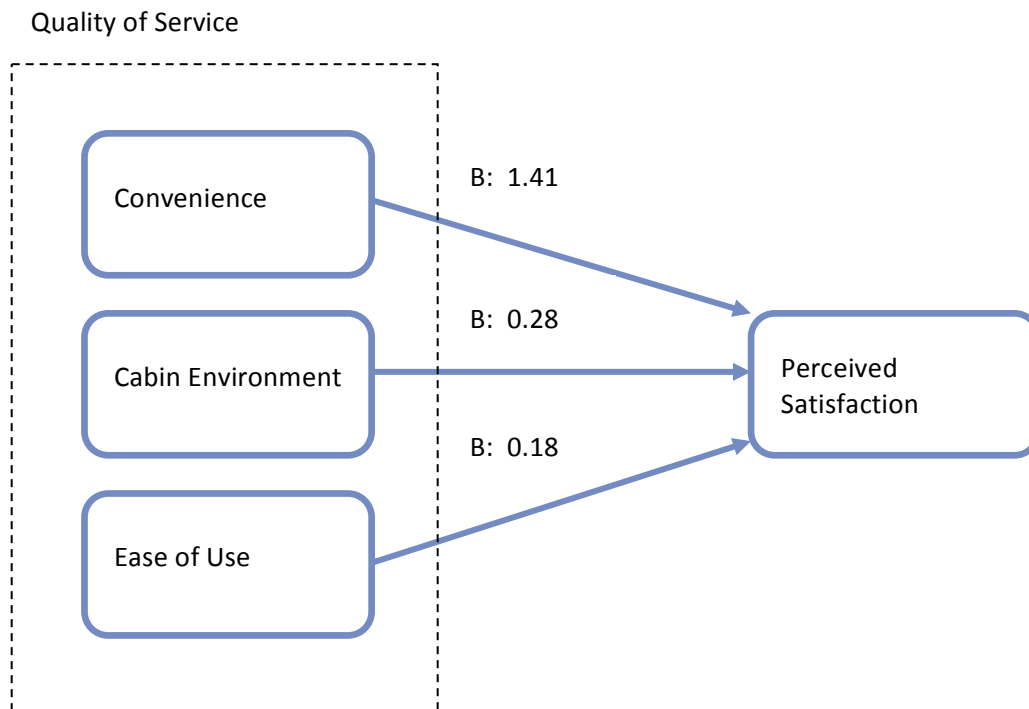 Quality of Service
Convenience
B: 1.41
Cabin Environment
B: 0.28
Perceived
Satisfaction
B: 0.18
Ease of Use